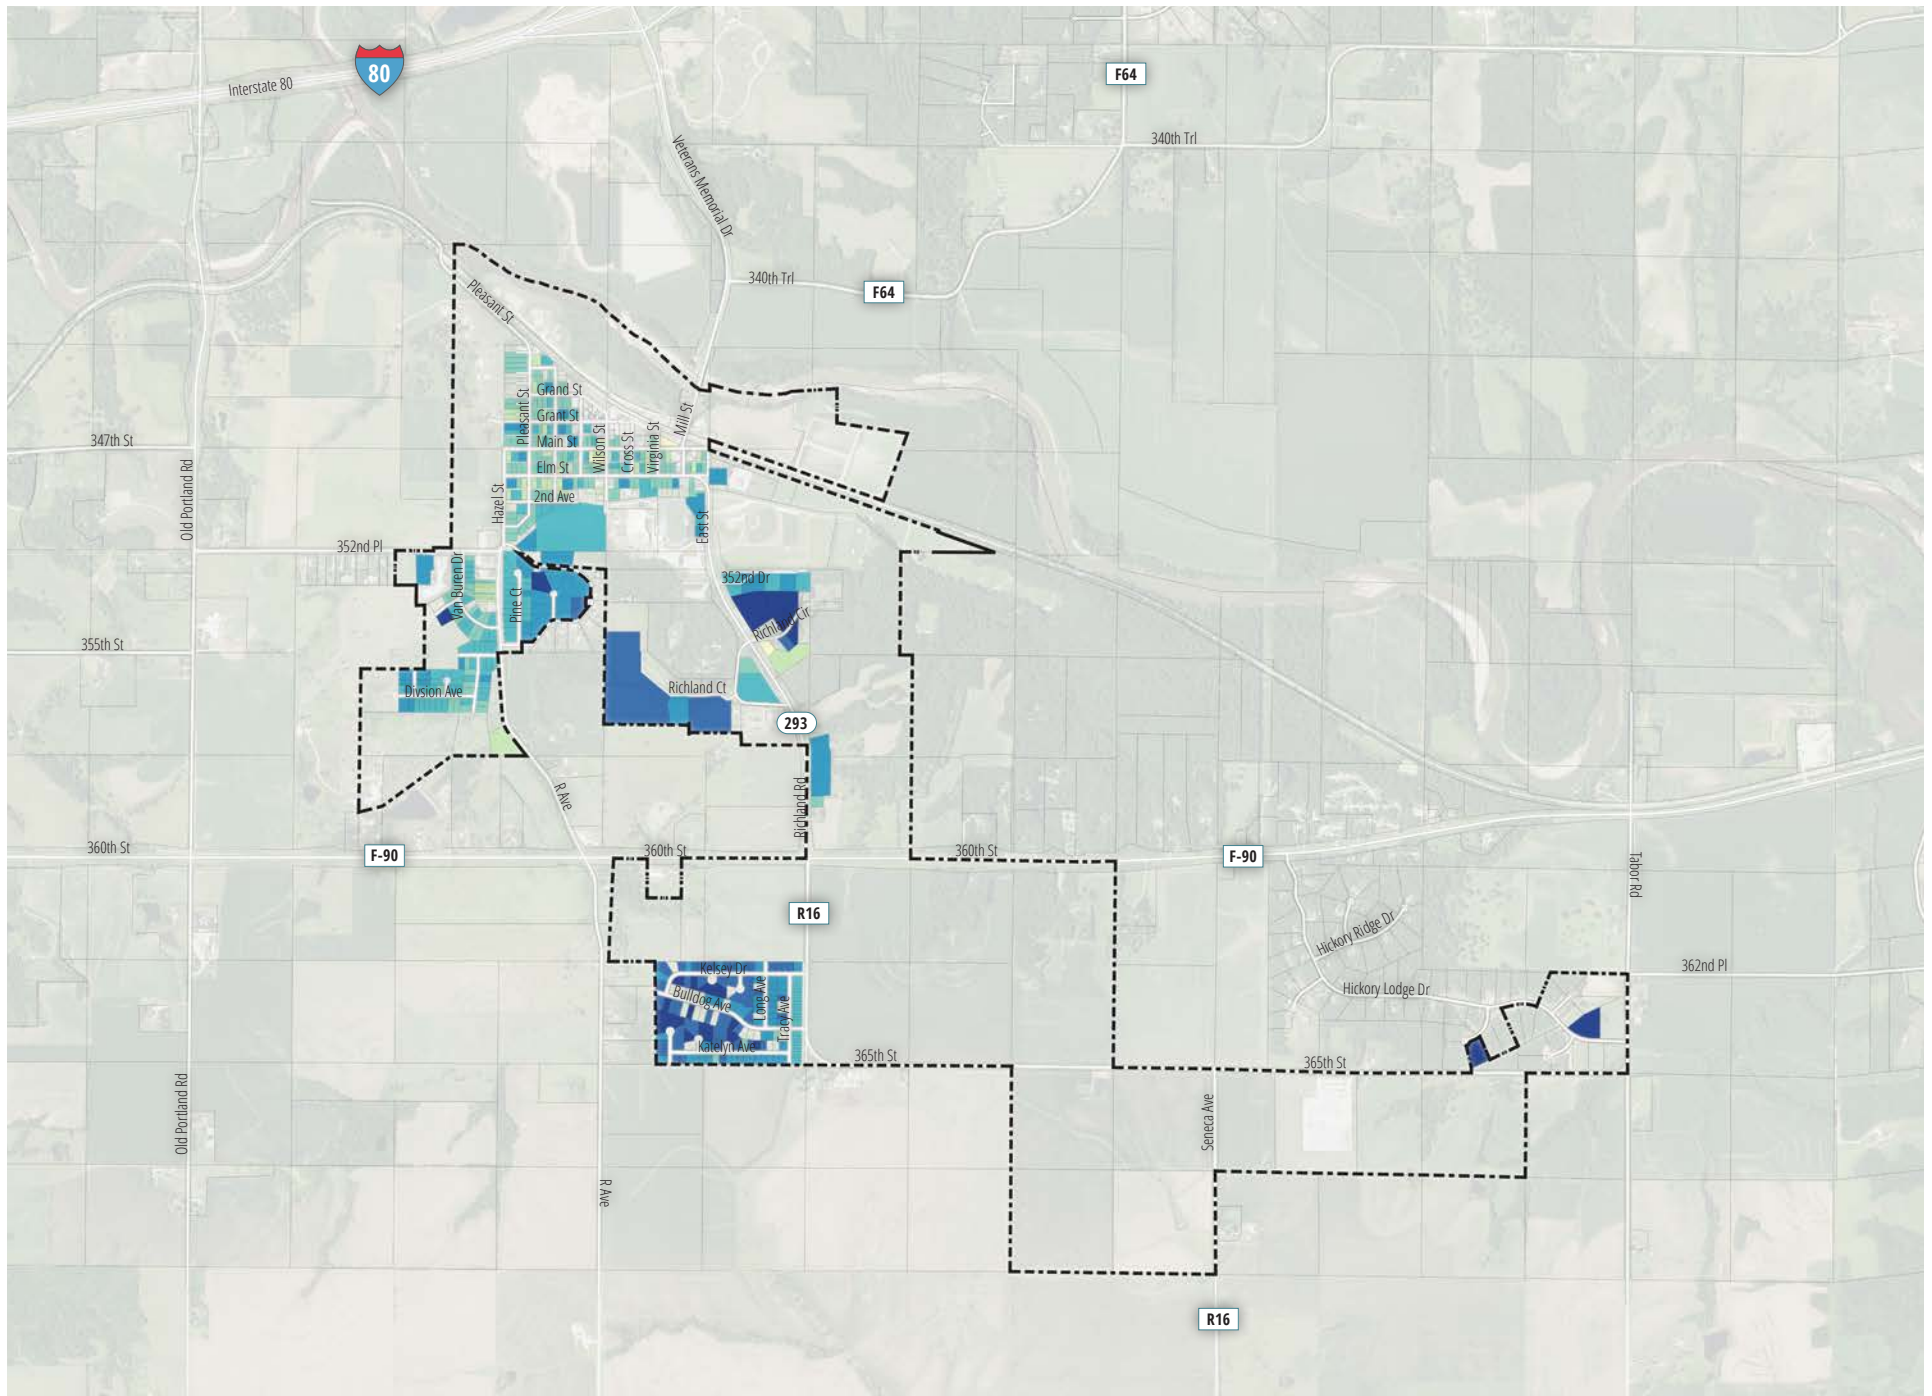 80
Interstate 80
F64
340th Trl
Veterans Memorial Dr
340th Trl
F64
Pleasant St
Grand St
Pleasant St
Grant St
Mill St
Main St
347th St
Wilson St
Cross St
Virginia St
Elm St
Old Portland Rd
2nd Ave
Hazel St
East St
352nd Pl
Van Buren Dr
Pine Ct
352nd Dr
Richland Cir
355th St
Divsion Ave
Richland Ct
293
R Ave
Richland Rd
360th St
F-90
360th St
360th St
F-90
Tabor Rd
R16
Hickory Ridge Dr
Kelsey Dr
362nd Pl
Bulldog Ave
Long Ave
Tracy Ave
Hickory Lodge Dr
Katelyn Ave
365th St
365th St
Old Portland Rd
Seneca Ave
R Ave
R16